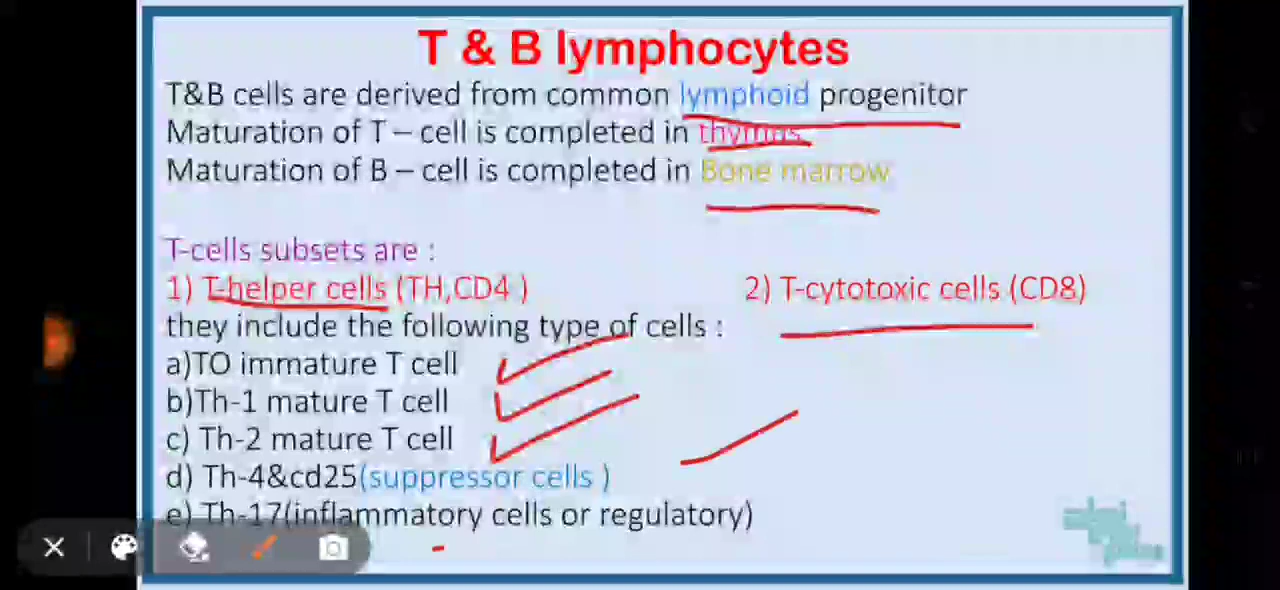 T & B lymphocytes
T&B cells are derived from common lymphoid progenitor
Maturation of T – cell is completed in thymus.
Maturation of B – cell is completed in Bone marrow
T-cells subsets are :
1) T-helper cells (TH,CD4 ) 2) T-cytotoxic cells (CD8)
they include the following type of cells :
a)TO immature T cell
b)Th-1 mature T cell
c) Th-2 mature T cell
d) Th-4&cd25(suppressor cells )
e) Th-17(inflammatory cells or regulatory)